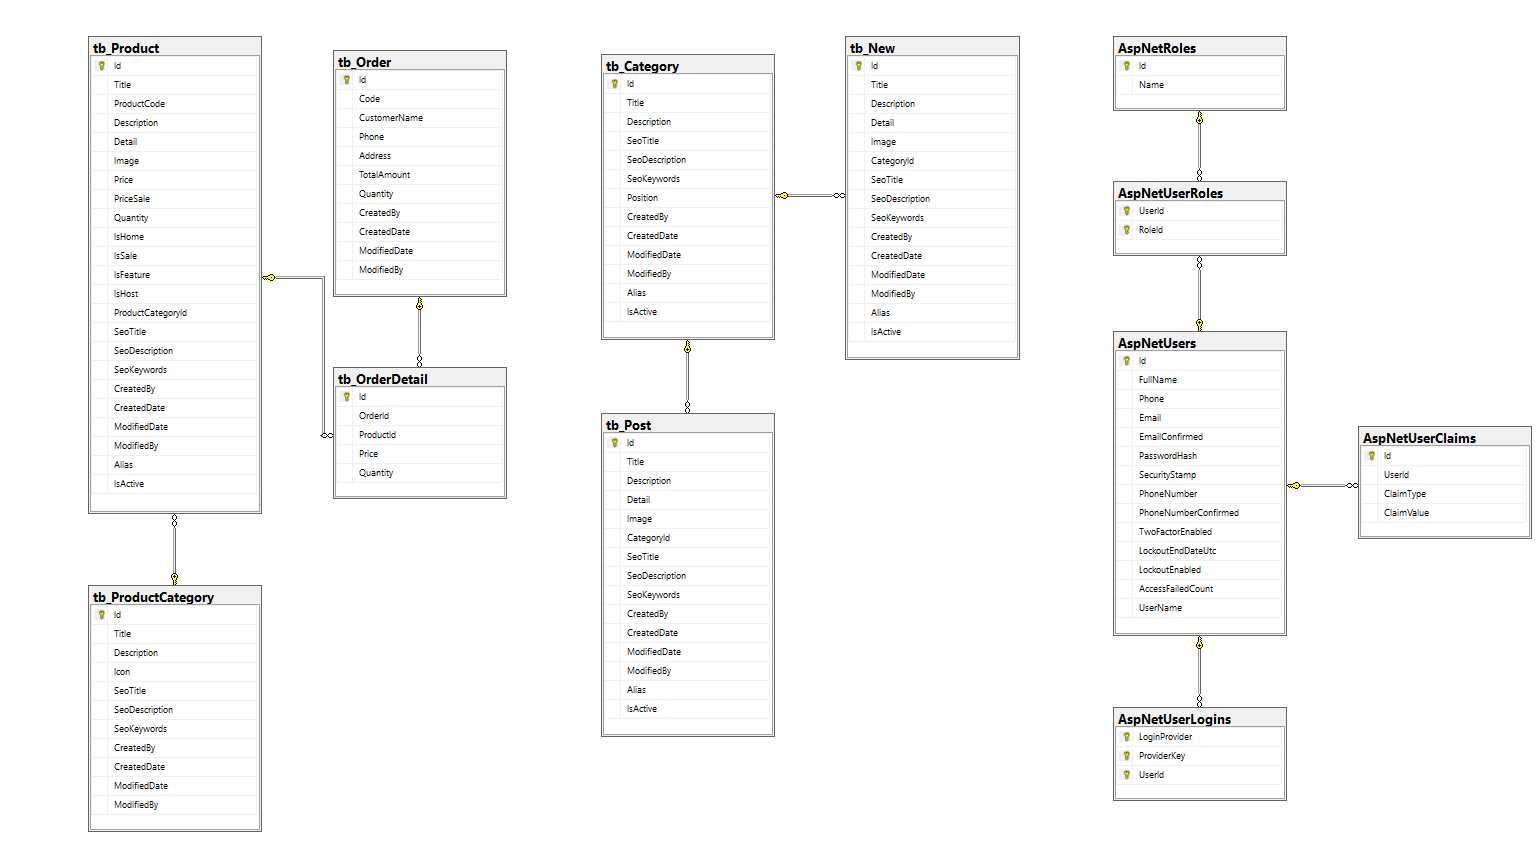 tb_Product
Id
Title
ProductCode
Description
Detail
Image
Price
PriceSale
Quantity
IsHome
IsSale
IsFeature
IsHost
ProductCategoryId
SeoTitle
SeoDescription
SeoKeywords
CreatedBy
CreatedDate
ModifiedDate
ModifiedBy
Alias
IsActive
tb_ProductCategory
Id
Title
Description
Icon
SeoTitle
SeoDescription
SeoKeywords
CreatedBy
CreatedDate
ModifiedDate
ModifiedBy
tb_Order
Id
Code
CustomerName
Phone
Address
TotalAmount
Quantity
CreatedBy
CreatedDate
ModifiedDate
ModifiedBy
tb_OrderDetail
Id
OrderId
ProductId
Price
Quantity
tb_Category
Id
Title
Description
SeoTitle
SeoDescription
SeoKeywords
Position
CreatedBy
CreatedDate
ModifiedDate
ModifiedBy
Alias
IsActive
tb_Post
Id
Title
Description
Detail
Image
CategoryId
SeoTitle
SeoDescription
SeoKeywords
CreatedBy
CreatedDate
ModifiedDate
ModifiedBy
Alias
IsActive
tb_New
Id
Title
Description
Detail
Image
CategoryId
SeoTitle
SeoDescription
SeoKeywords
CreatedBy
CreatedDate
ModifiedDate
ModifiedBy
Alias
IsActive
AspNetRoles
Id
Name
AspNetUserRoles
UserId
RoleId
AspNetUsers
Id
FullName
Phone
Email
EmailConfirmed
PasswordHash
SecurityStamp
PhoneNumber
PhoneNumberConfirmed
TwoFactorEnabled
LockoutEndDateUtc
LockoutEnabled
AccessFailedCount
UserName
AspNetUserLogins
LoginProvider
ProviderKey
UserId
AspNetUserClaims
Id
UserId
ClaimType
ClaimValue